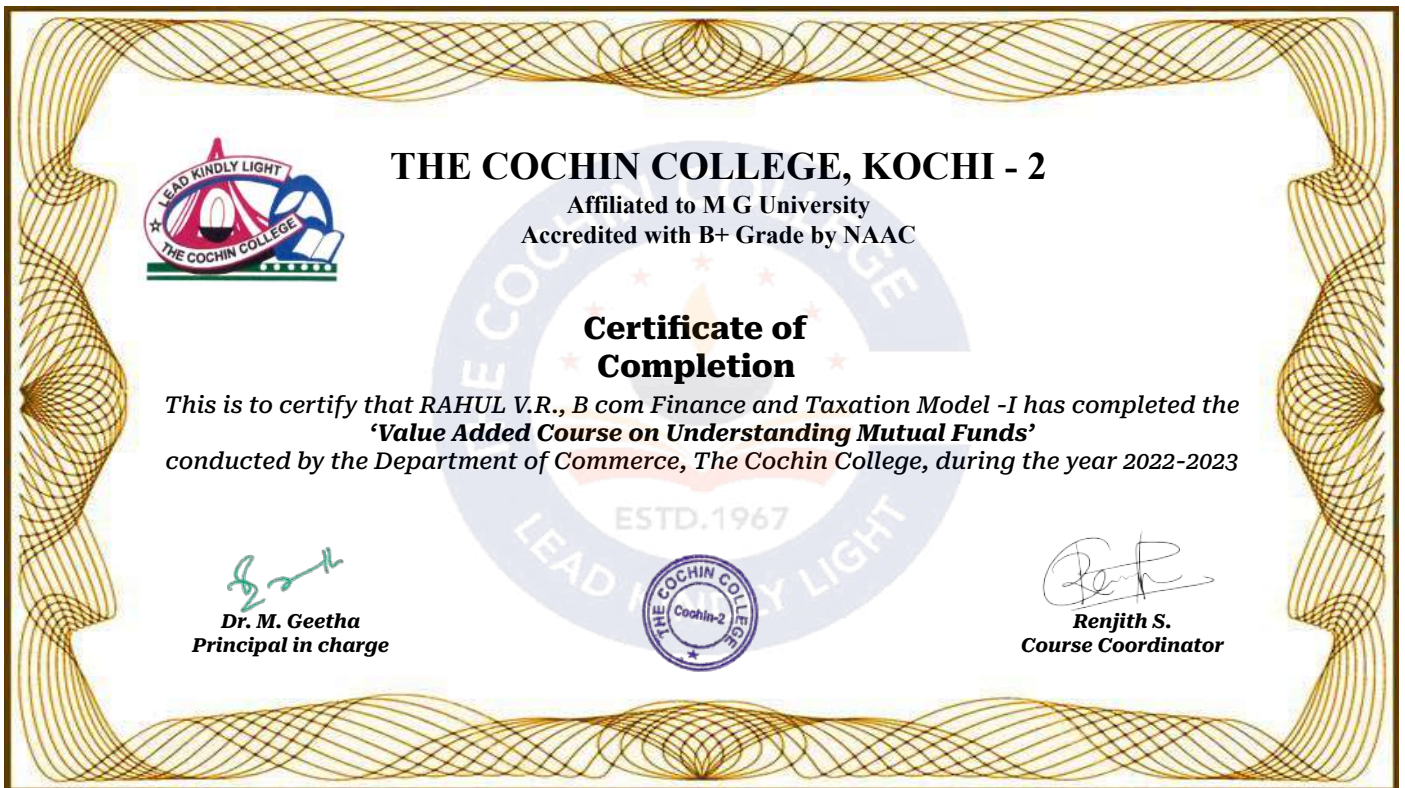 LEAD KINDLY LIGHT
THE COCHIN COLLEGE
THE COCHIN COLLEGE, KOCHI - 2
Affiliated to M G University
Accredited with B+ Grade by NAAC
THE COCHIN COLLEGE
Certificate of
Completion
This is to certify that RAHUL V.R., B com Finance and Taxation Model -I has completed the
‘Value Added Course on Understanding Mutual Funds’
conducted by the Department of Commerce, The Cochin College, during the year 2022-2023
ESTD.1967
LEAD KINDLY LIGHT
THE COCHIN COLLEGE
Cochin-2
Dr. M. Geetha
Principal in charge
Renjith S.
Course Coordinator